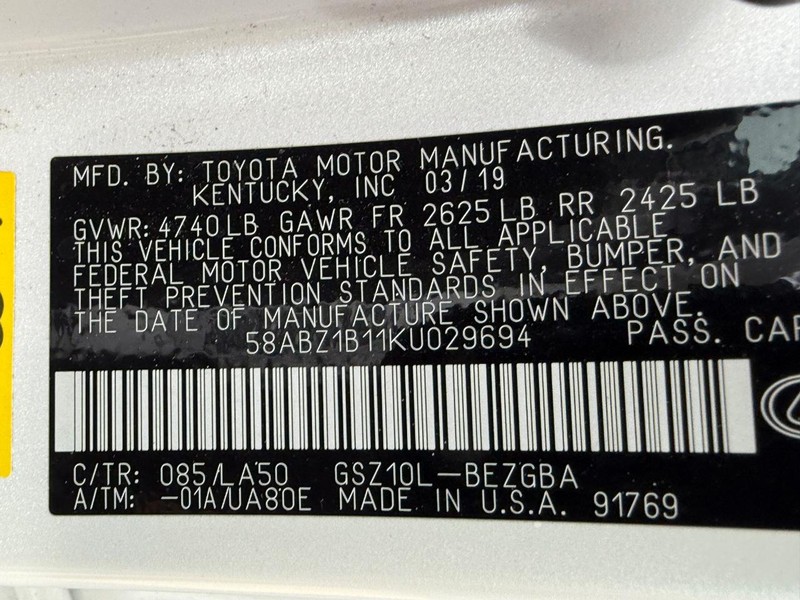 MFD. BY: TOYOTA MOTOR MANUFACTURING.
KENTUCKY, INC 03/19
GVWR: 4740LB GAWR FR 2625LB RR 2425 LB
THIS VEHICLE CONFORMS TO ALL APPLICABLE
FEDERAL MOTOR VEHICLE SAFETY, BUMPER, AND
THEFT PREVENTION STANDARDS IN EFFECT ON
THE DATE OF MANUFACTURE SHOWN ABOVE.
58ABZ1B11KU029694 PASS. CAR
C/TR: 085/LA50 GSZ10L-BEZGBA
A/TM: -01A/UA80E MADE IN U.S.A. 91769